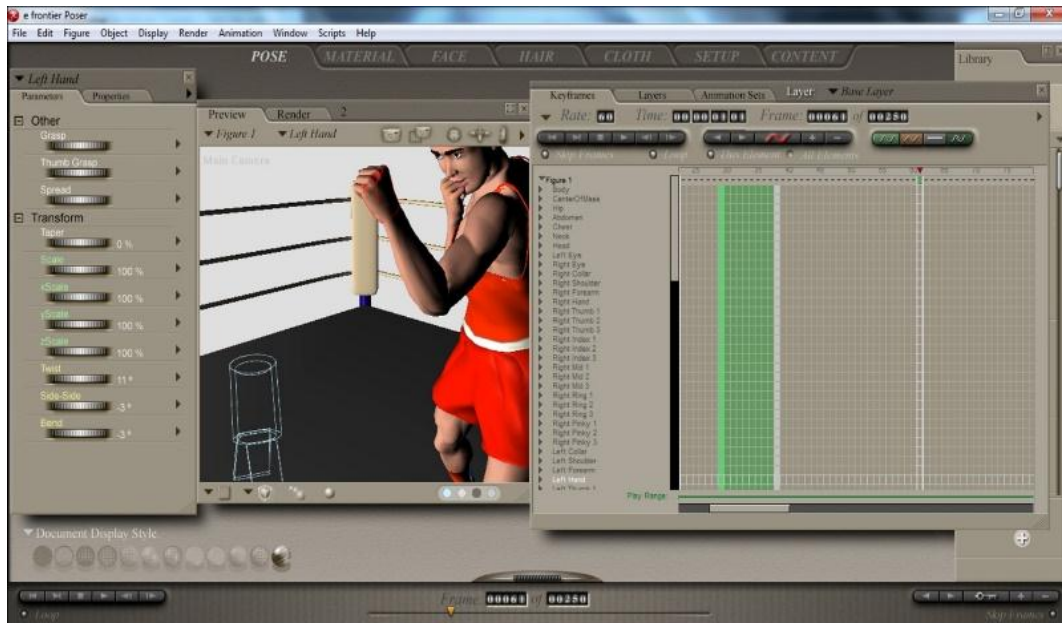 e frontier Poser
File Edit Figure Object Display Render Animation Window Scripts Help
POSE MATERIAL FACE HAIR CLOTH SETUP CONTENT
Library
Left Hand
Parameters Properties
Other
Grasp
Thumb Grasp
Spread
Transform
Taper
0 %
Scale
100 %
xScale
100 %
yScale
100 %
zScale
100 %
Twist
11 °
Side-Side
-3 °
Bend
-3 °
Preview Render 2
Figure 1 Left Hand
Main Camera
Keyframes Layers Animation Sets Layer Base Layer
Rate: 60 Time: 00:00:01:01 Frame: 00061 of 00250
Skip Frames Loop This Element All Elements
Figure 1
Body
CenterOfMass
Hip
Abdomen
Chest
Neck
Head
Left Eye
Right Eye
Right Collar
Right Shoulder
Right Forearm
Right Hand
Right Thumb 1
Right Thumb 2
Right Thumb 3
Right Index 1
Right Index 2
Right Index 3
Right Mid 1
Right Mid 2
Right Mid 3
Right Ring 1
Right Ring 2
Right Ring 3
Right Pinky 1
Right Pinky 2
Right Pinky 3
Left Collar
Left Shoulder
Left Forearm
Left Hand
Left Thumb 1
Play Range:
Document Display Style
Frame: 00061 of 00250
Loop
Skip Frames